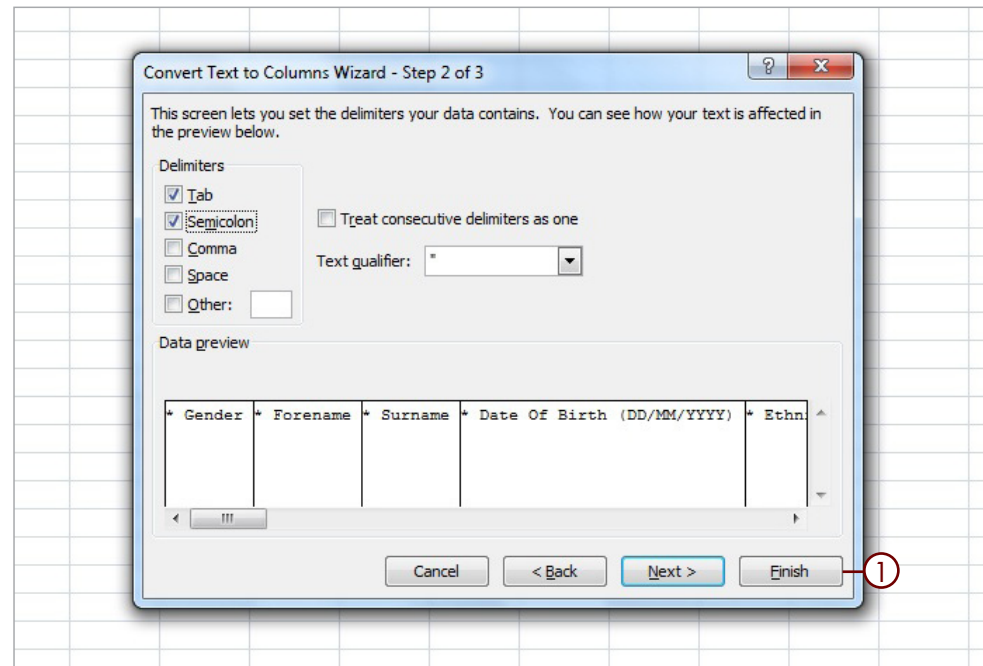 Convert Text to Columns Wizard - Step 2 of 3
?
X
This screen lets you set the delimiters your data contains. You can see how your text is affected in
the preview below.
Delimiters
Tab
Semicolon
Comma
Space
Other:
Treat consecutive delimiters as one
Text qualifier: "
Data preview
* Gender * Forename * Surname * Date Of Birth (DD/MM/YYYY) * Ethn
Cancel < Back Next > Finish 1